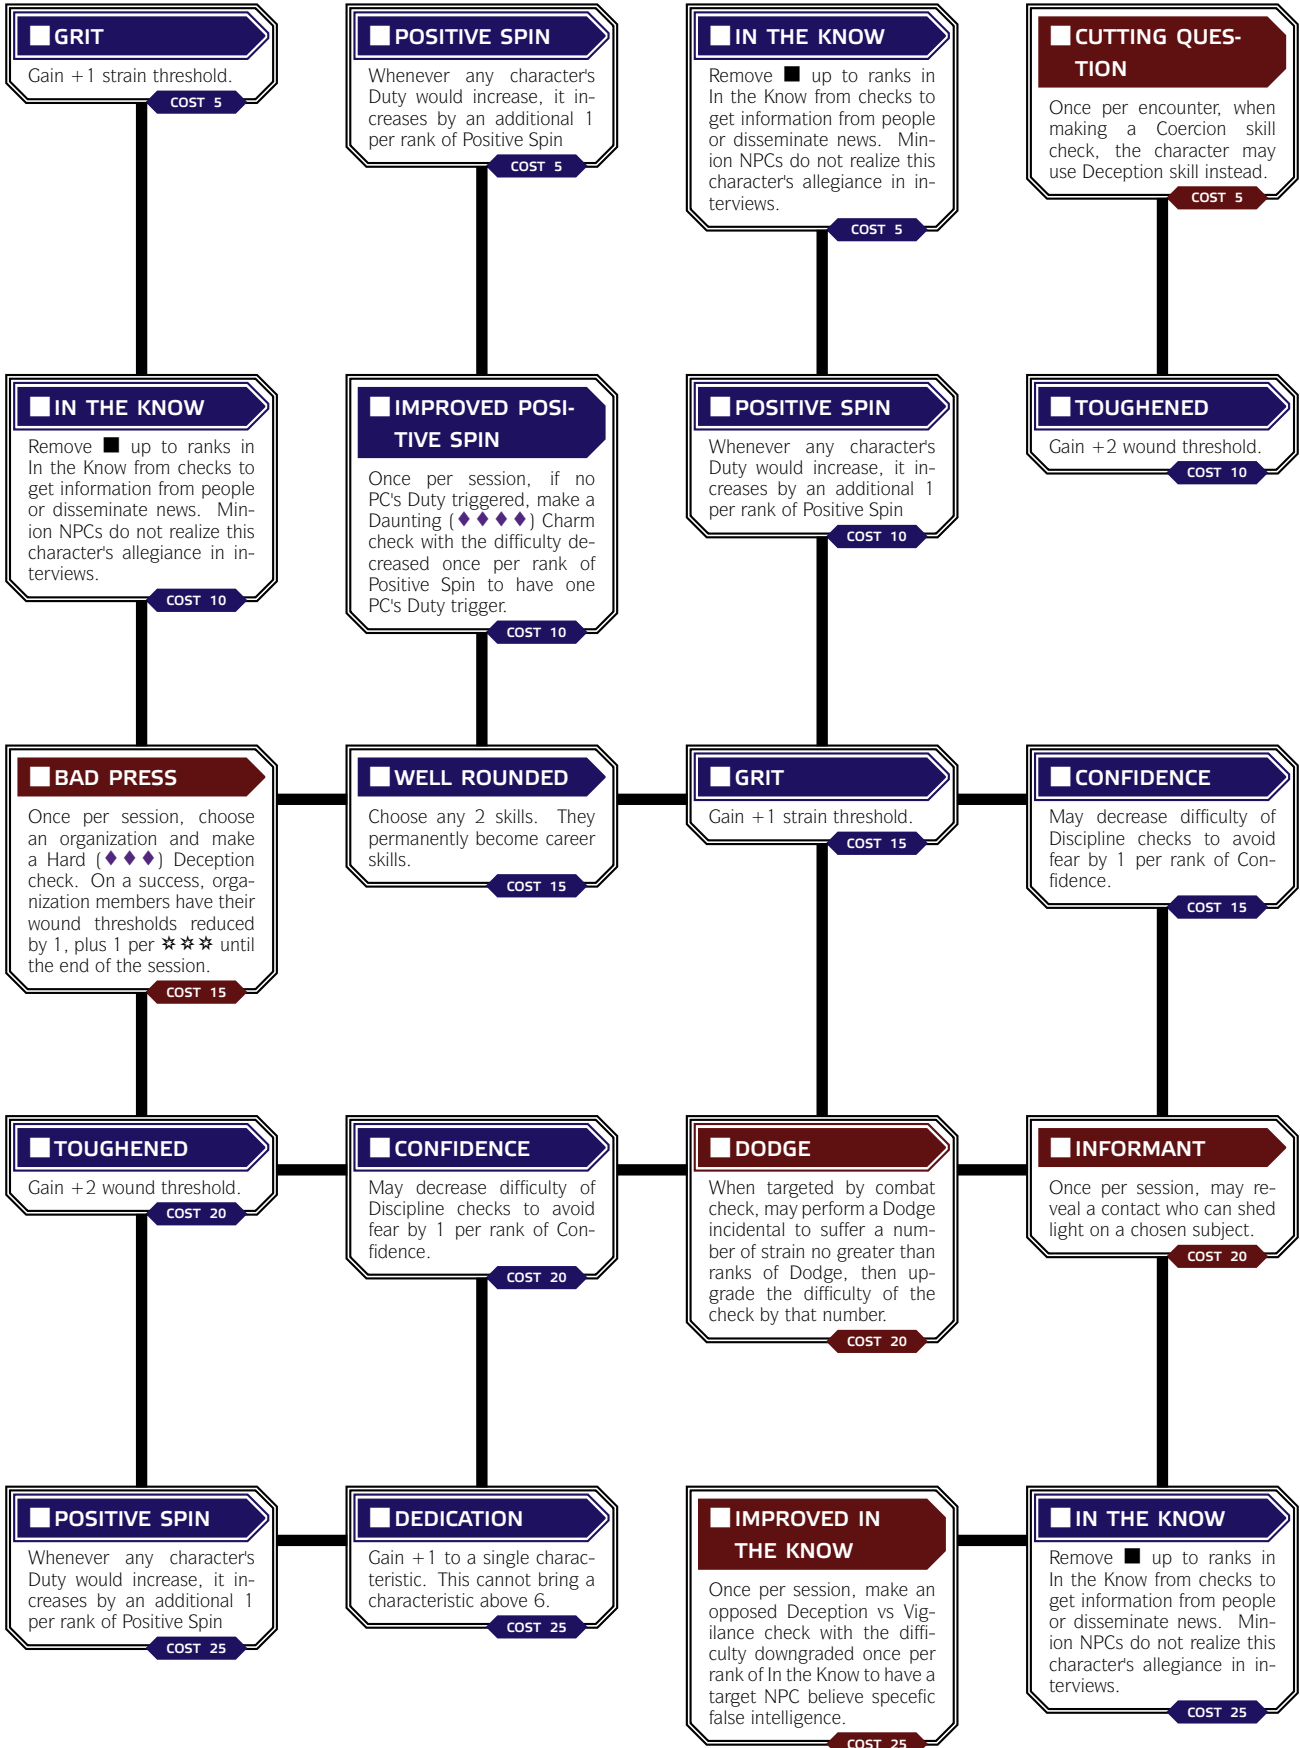 GRIT
Gain +1 strain threshold.
COST 5
POSITIVE SPIN
Whenever any character's
Duty would increase, it in-
creases by an additional 1
per rank of Positive Spin
COST 5
IN THE KNOW
Remove ■ up to ranks in
In the Know from checks to
get information from people
or disseminate news. Min-
ion NPCs do not realize this
character's allegiance in in-
terviews.
COST 5
CUTTING QUES-
TION
Once per encounter, when
making a Coercion skill
check, the character may
use Deception skill instead.
COST 5
IN THE KNOW
Remove ■ up to ranks in
In the Know from checks to
get information from people
or disseminate news. Min-
ion NPCs do not realize this
character's allegiance in in-
terviews.
COST 10
IMPROVED POSI-
TIVE SPIN
Once per session, if no
PC's Duty triggered, make a
Daunting (♦♦♦♦) Charm
check with the difficulty de-
creased once per rank of
Positive Spin to have one
PC's Duty trigger.
COST 10
POSITIVE SPIN
Whenever any character's
Duty would increase, it in-
creases by an additional 1
per rank of Positive Spin
COST 10
TOUGHENED
Gain +2 wound threshold.
COST 10
BAD PRESS
Once per session, choose
an organization and make
a Hard (♦♦♦) Deception
check. On a success, orga-
nization members have their
wound thresholds reduced
by 1, plus 1 per ✡✡✡ until
the end of the session.
COST 15
WELL ROUNDED
Choose any 2 skills. They
permanently become career
skills.
COST 15
GRIT
Gain +1 strain threshold.
COST 15
CONFIDENCE
May decrease difficulty of
Discipline checks to avoid
fear by 1 per rank of Con-
fidence.
COST 15
TOUGHENED
Gain +2 wound threshold.
COST 20
CONFIDENCE
May decrease difficulty of
Discipline checks to avoid
fear by 1 per rank of Con-
fidence.
COST 20
DODGE
When targeted by combat
check, may perform a Dodge
incidental to suffer a num-
ber of strain no greater than
ranks of Dodge, then up-
grade the difficulty of the
check by that number.
COST 20
INFORMANT
Once per session, may re-
veal a contact who can shed
light on a chosen subject.
COST 20
POSITIVE SPIN
Whenever any character's
Duty would increase, it in-
creases by an additional 1
per rank of Positive Spin
COST 25
DEDICATION
Gain +1 to a single charac-
teristic. This cannot bring a
characteristic above 6.
COST 25
IMPROVED IN
THE KNOW
Once per session, make an
opposed Deception vs Vig-
ilance check with the diffi-
culty downgraded once per
rank of In the Know to have a
target NPC believe specefic
false intelligence.
COST 25
IN THE KNOW
Remove ■ up to ranks in
In the Know from checks to
get information from people
or disseminate news. Min-
ion NPCs do not realize this
character's allegiance in in-
terviews.
COST 25